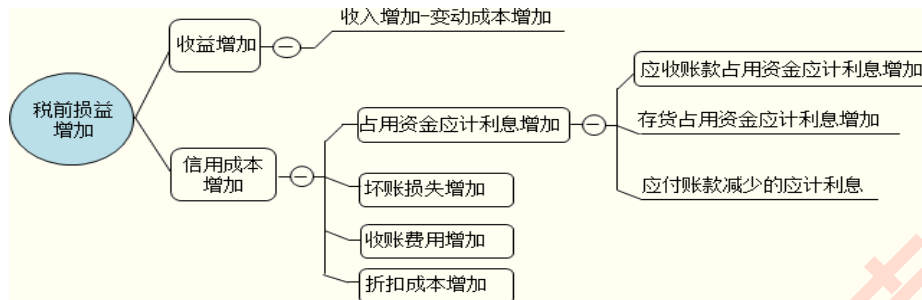 收入增加-变动成本增加
收益增加
税前损益
增加
应收账款占用资金应计利息增加
占用资金应计利息增加
存货占用资金应计利息增加
信用成本
增加
坏账损失增加
应付账款减少的应计利息
收账费用增加
折扣成本增加